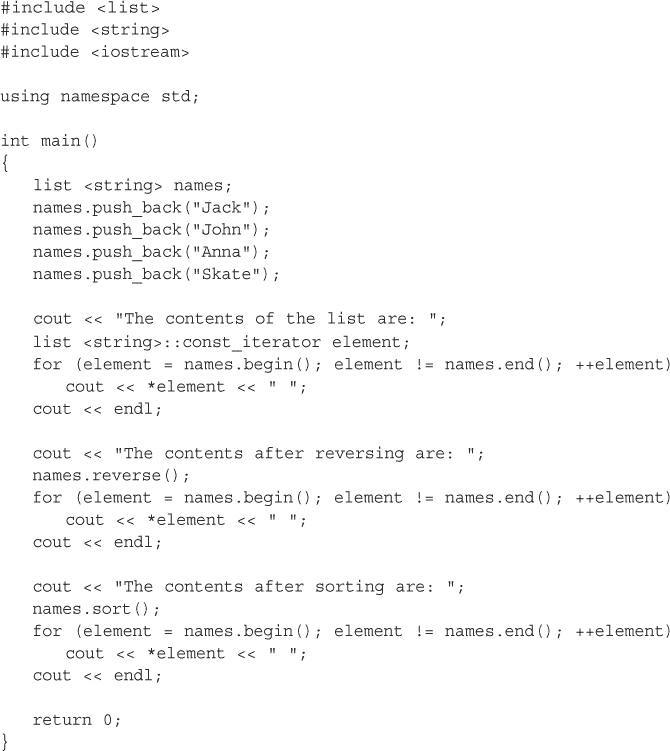 #include <list>
#include <string>
#include <iostream>

using namespace std;

int main()
{
   list <string> names;
   names.push_back("Jack");
   names.push_back("John");
   names.push_back("Anna");
   names.push_back("Skate");

   cout << "The contents of the list are: ";
   list <string>::const_iterator element;
   for (element = names.begin(); element != names.end(); ++element)
      cout << *element << " ";
   cout << endl;

   cout << "The contents after reversing are: ";
   names.reverse();
   for (element = names.begin(); element != names.end(); ++element)
      cout << *element << " ";
   cout << endl;

   cout << "The contents after sorting are: ";
   names.sort();
   for (element = names.begin(); element != names.end(); ++element)
      cout << *element << " ";
   cout << endl;

   return 0;
}